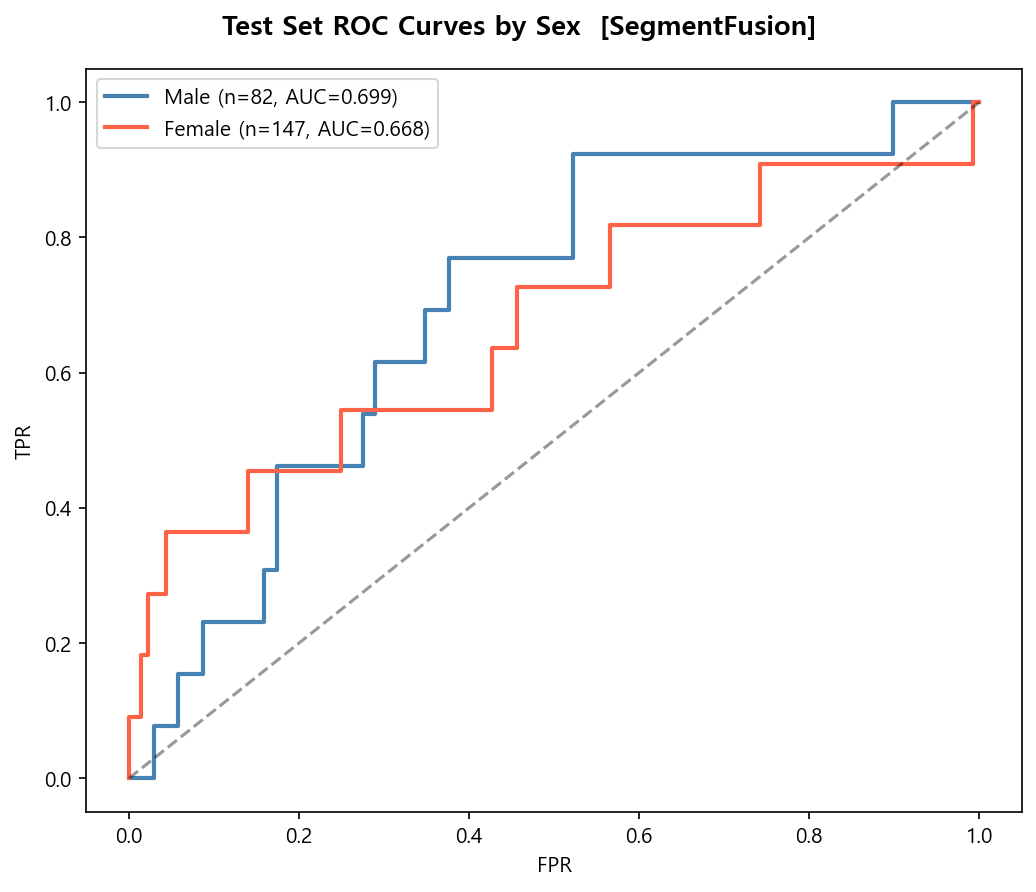 Test Set ROC Curves by Sex [SegmentFusion]
Male (n=82, AUC=0.699)
Female (n=147, AUC=0.668)
1.0
0.8
0.6
0.4
0.2
0.0
TPR
0.0 0.2 0.4 0.6 0.8 1.0
FPR